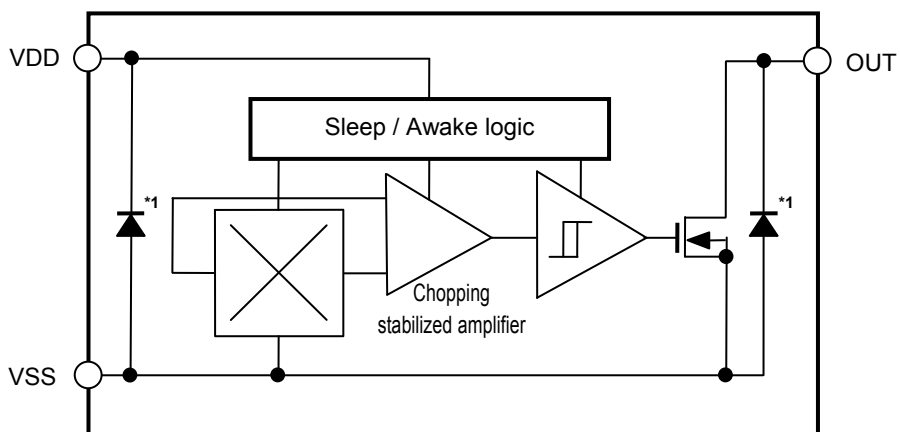 VDD
OUT
Sleep / Awake logic
*1
*1
Chopping
stabilized amplifier
VSS